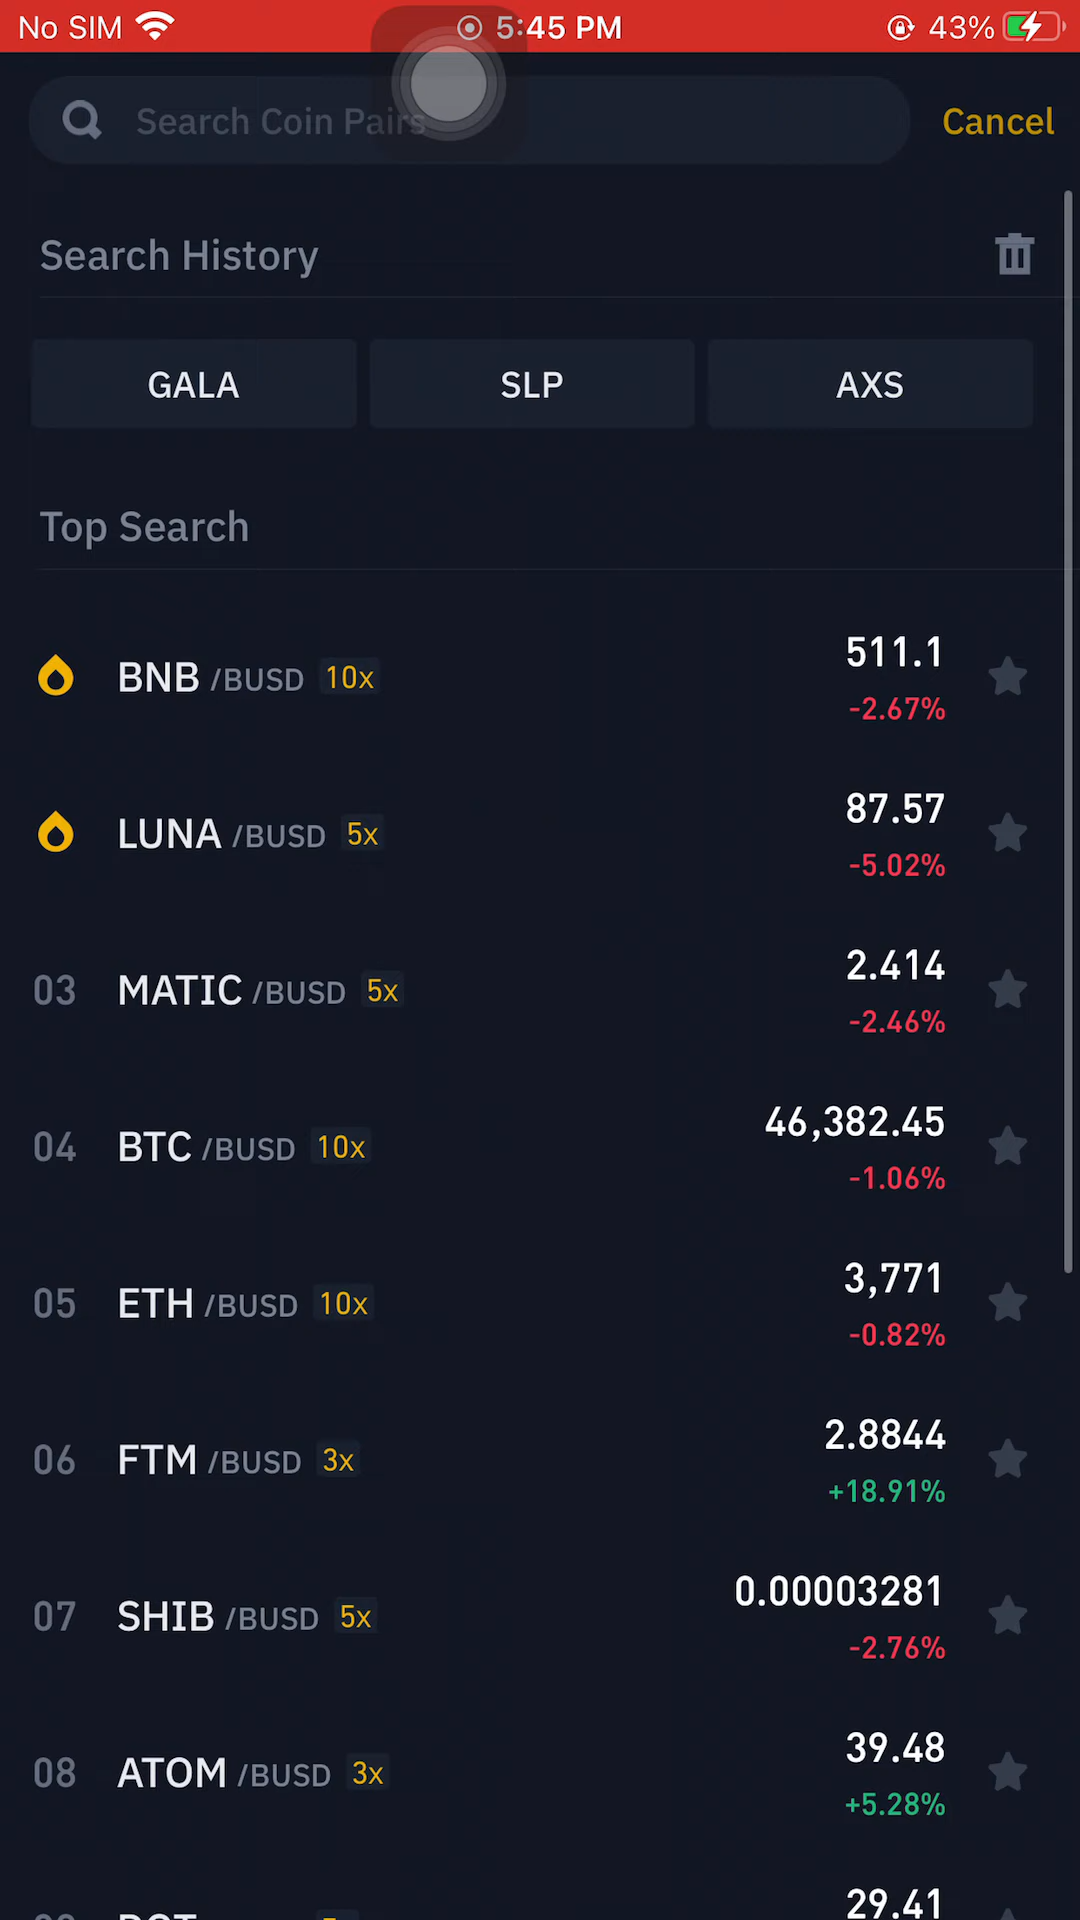 No SIM 5:45 PM 43%
Search Coin Pairs Cancel
Search History
GALA SLP AXS
Top Search
BNB /BUSD 10x 511.1
-2.67%
LUNA /BUSD 5x 87.57
-5.02%
03 MATIC /BUSD 5x 2.414
-2.46%
04 BTC /BUSD 10x 46,382.45
-1.06%
05 ETH /BUSD 10x 3,771
-0.82%
06 FTM /BUSD 3x 2.8844
+18.91%
07 SHIB /BUSD 5x 0.00003281
-2.76%
08 ATOM /BUSD 3x 39.48
+5.28%
29.41